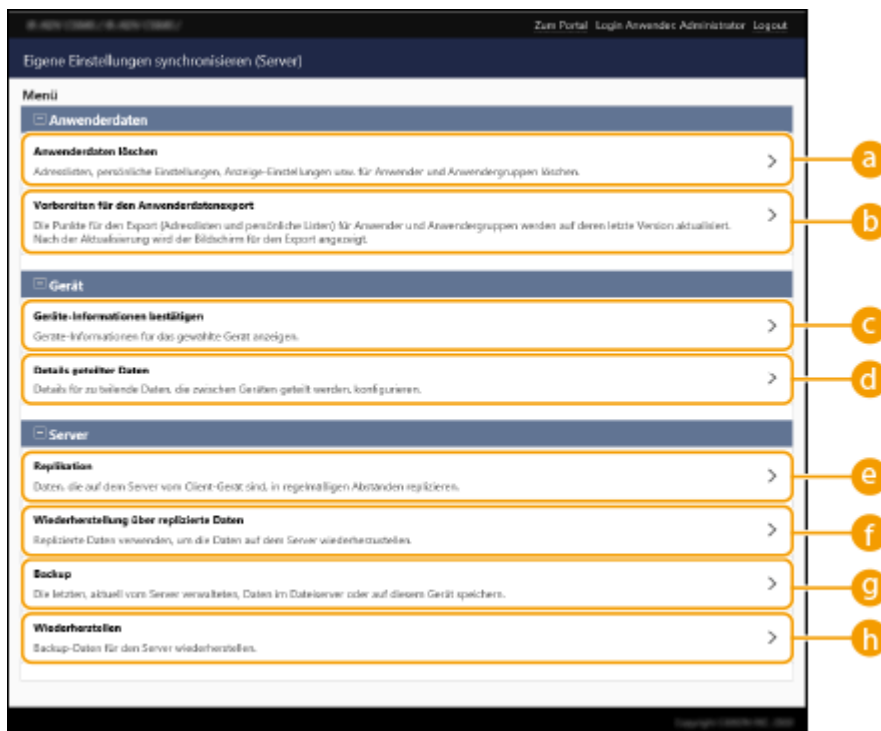 Zum Portal Login Anwender: Administrator Logout
Eigene Einstellungen synchronisieren (Server)
Menü
Anwenderdaten
Anwenderdaten löschen
Adresslisten, persönliche Einstellungen, Anzeige-Einstellungen usw. für Anwender und Anwendergruppen löschen.
a
Vorbereiten für den Anwenderdatenexport
Die Punkte für den Export (Adresslisten und persönliche Listen) für Anwender und Anwendergruppen werden auf deren letzte Version aktualisiert.
Nach der Aktualisierung wird der Bildschirm für den Export angezeigt.
b
Gerät
Geräte-Informationen bestätigen
Geräte-Informationen für das gewählte Gerät anzeigen.
c
Details geteilter Daten
Details für zu teilende Daten, die zwischen Geräten geteilt werden, konfigurieren.
d
Server
Replikation
Daten, die auf dem Server vom Client-Gerät sind, in regelmäßigen Abständen replizieren.
e
Wiederherstellung über replizierte Daten
Replizierte Daten verwenden, um die Daten auf dem Server wiederherzustellen.
f
Backup
Die letzten, aktuell vom Server verwalteten, Daten im Dateiserver oder auf diesem Gerät speichern.
g
Wiederherstellen
Backup-Daten für den Server wiederherstellen.
h